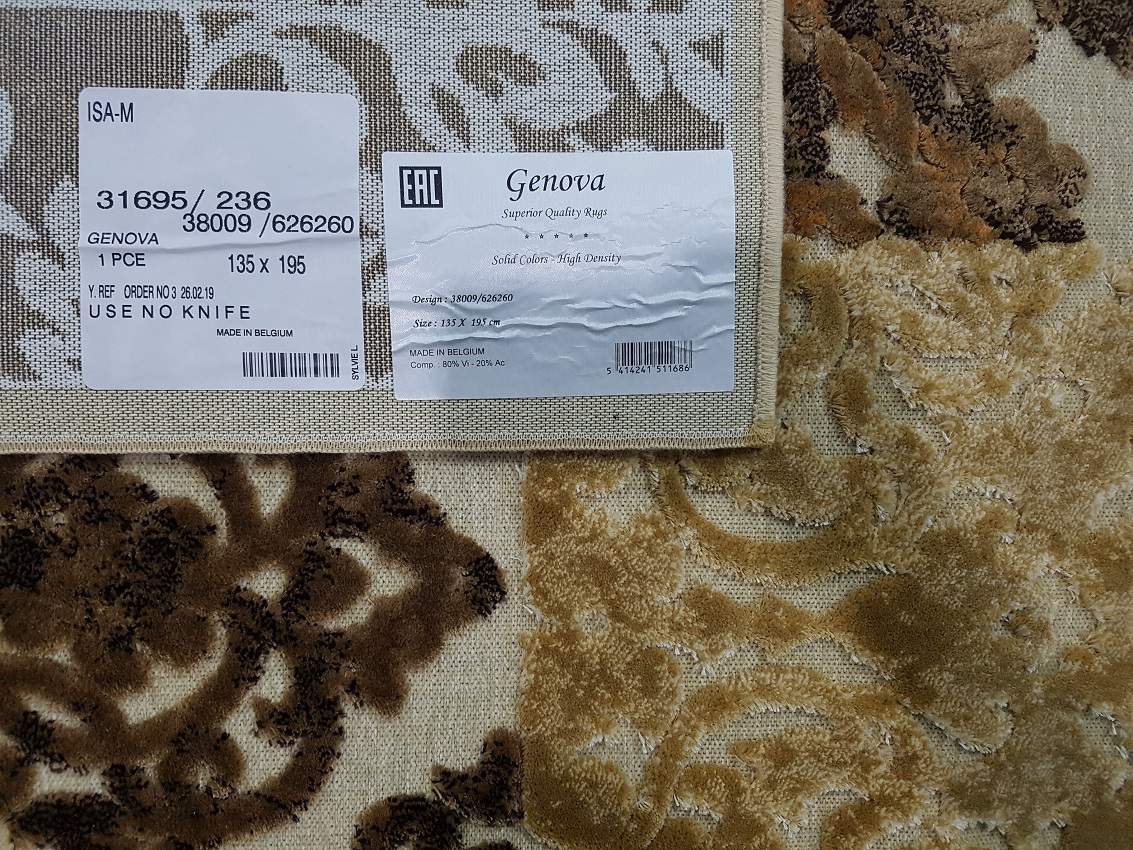 ISA-M
31695/ 236
38009 /626260
GENOVA
1 PCE 135 x 195
Y. REF ORDER NO 3 26.02.19
USE NO KNIFE
MADE IN BELGIUM
SYLVIE L
EAC
Genova
Superior Quality Rugs
* * * * *
Solid Colors - High Density
Design : 38009/626260
Size : 135 X 195 cm
MADE IN BELGIUM
Comp. : 80% Vi - 20% Ac
5 414241 511686